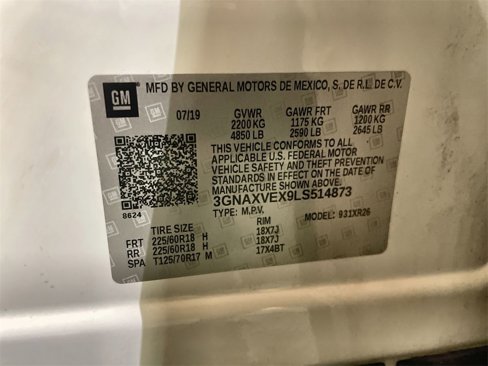 GM MFD BY GENERAL MOTORS DE MEXICO, S. DE R.L. DE C.V.
07/19 GVWR GAWR FRT GAWR RR
2200 KG 1175 KG 1200 KG
4850 LB 2590 LB 2645 LB
THIS VEHICLE CONFORMS TO ALL
APPLICABLE U.S. FEDERAL MOTOR
VEHICLE SAFETY AND THEFT PREVENTION
STANDARDS IN EFFECT ON THE DATE OF
MANUFACTURE SHOWN ABOVE.
3GNAXVEX9LS514873
8624 TYPE: M.P.V. MODEL: 931XR26
TIRE SIZE RIM
FRT 225/60R18 H 18X7J
RR 225/60R18 H 18X7J
SPA T125/70R17 M 17X4BT